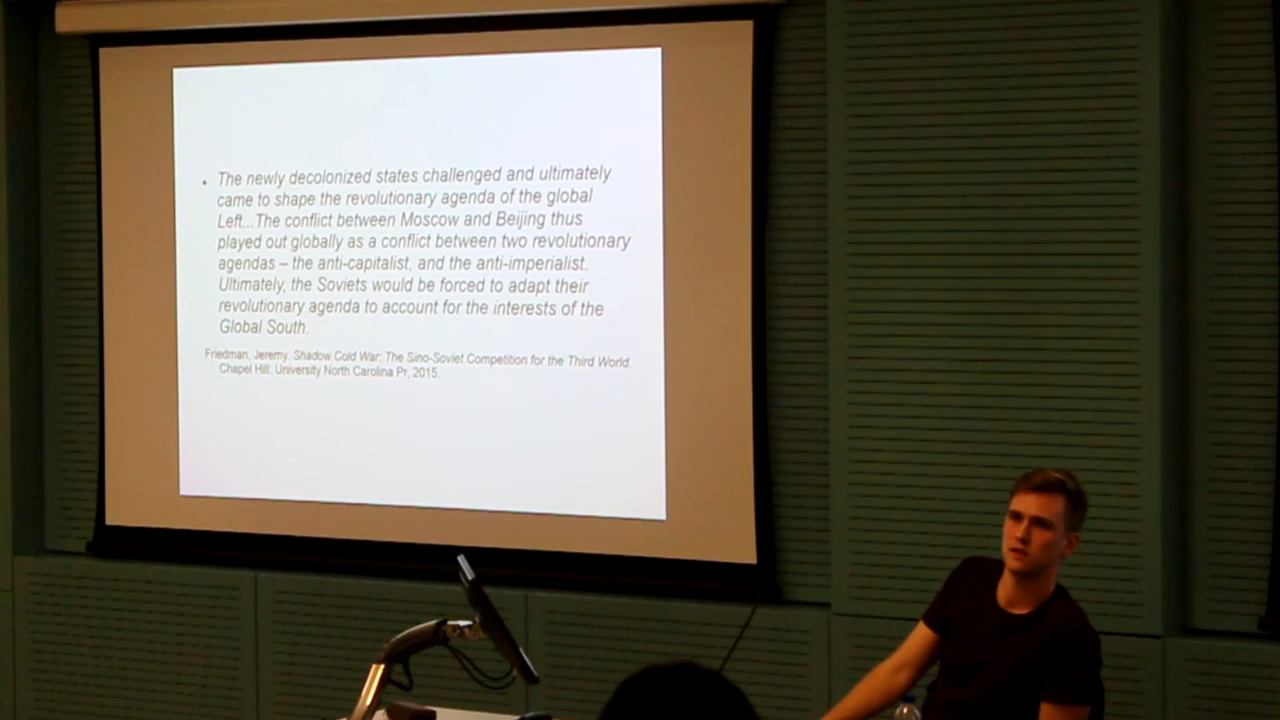 • The newly decolonized states challenged and ultimately
came to shape the revolutionary agenda of the global
Left...The conflict between Moscow and Beijing thus
played out globally as a conflict between two revolutionary
agendas – the anti-capitalist, and the anti-imperialist.
Ultimately, the Soviets would be forced to adapt their
revolutionary agenda to account for the interests of the
Global South.
Friedman, Jeremy. Shadow Cold War: The Sino-Soviet Competition for the Third World.
Chapel Hill: University North Carolina Pr, 2015.